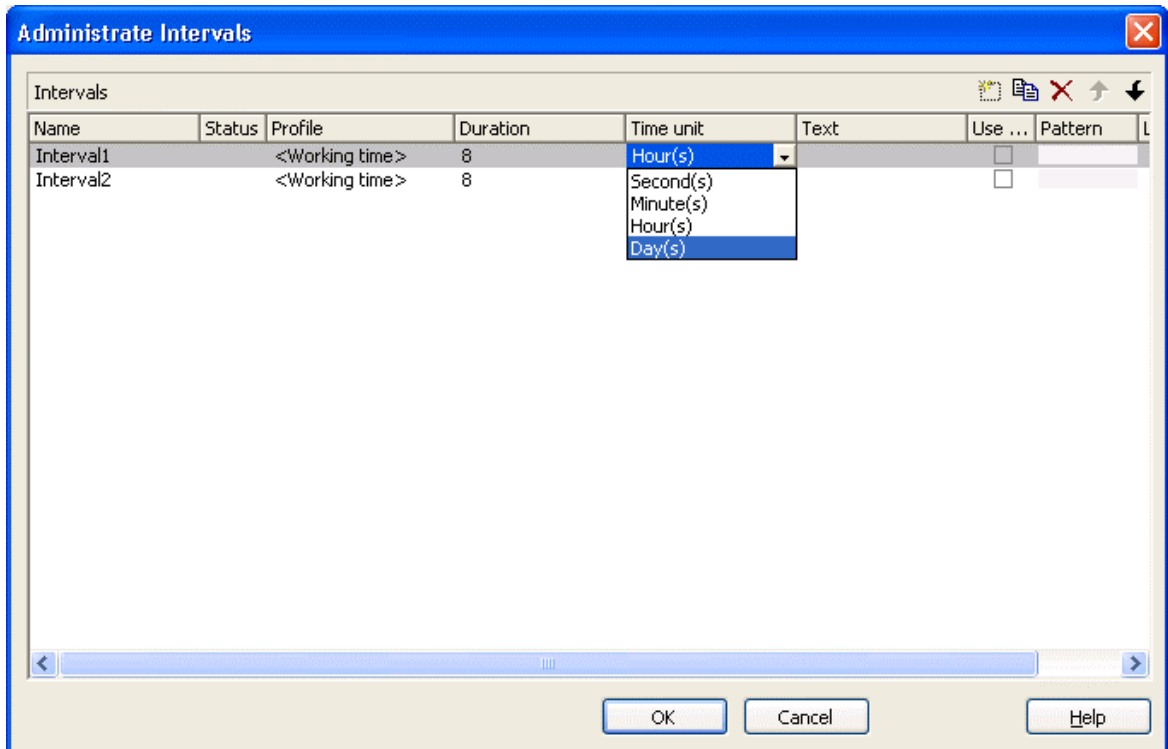 Administrate Intervals
Intervals
Name Status Profile Duration Time unit Text Use ... Pattern L
Interval1 <Working time> 8 Hour(s)
Interval2 <Working time> 8 Second(s)
Minute(s)
Hour(s)
Day(s)
OK Cancel Help